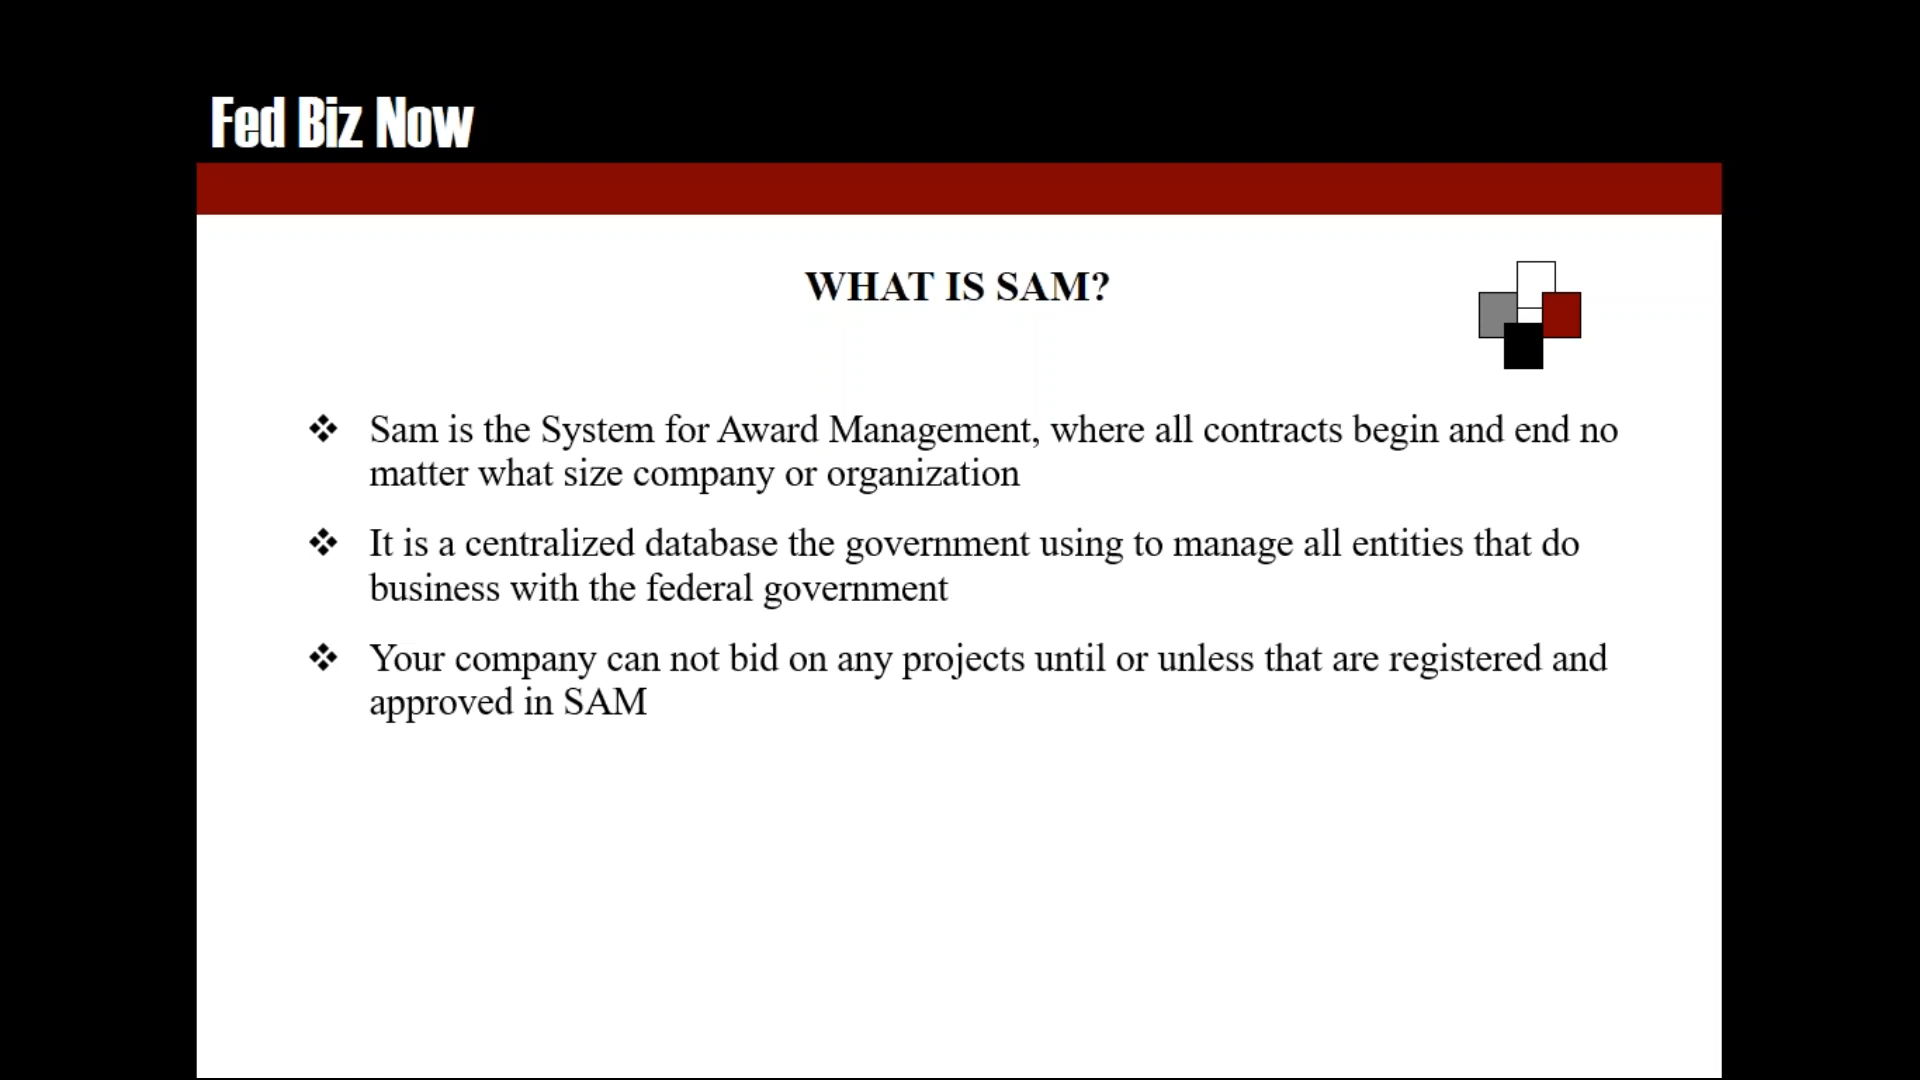 Fed Biz Now
WHAT IS SAM?
❖ Sam is the System for Award Management, where all contracts begin and end no
matter what size company or organization
❖ It is a centralized database the government using to manage all entities that do
business with the federal government
❖ Your company can not bid on any projects until or unless that are registered and
approved in SAM